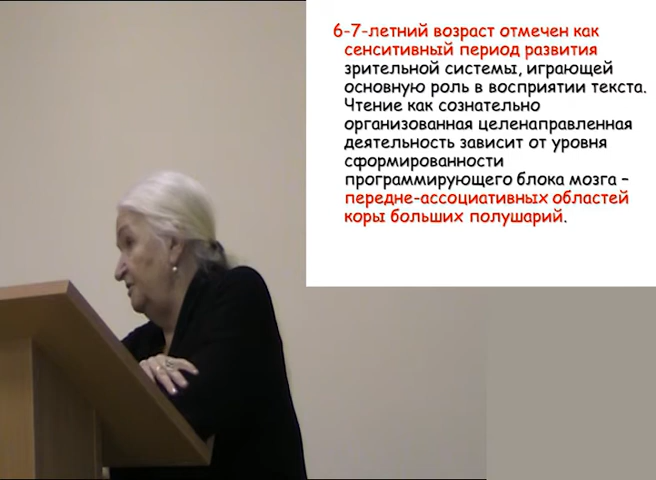 6-7-летний возраст отмечен как
сенситивный период развития
зрительной системы, играющей
основную роль в восприятии текста.
Чтение как сознательно
организованная целенаправленная
деятельность зависит от уровня
сформированности
программирующего блока мозга –
передне-ассоциативных областей
коры больших полушарий.